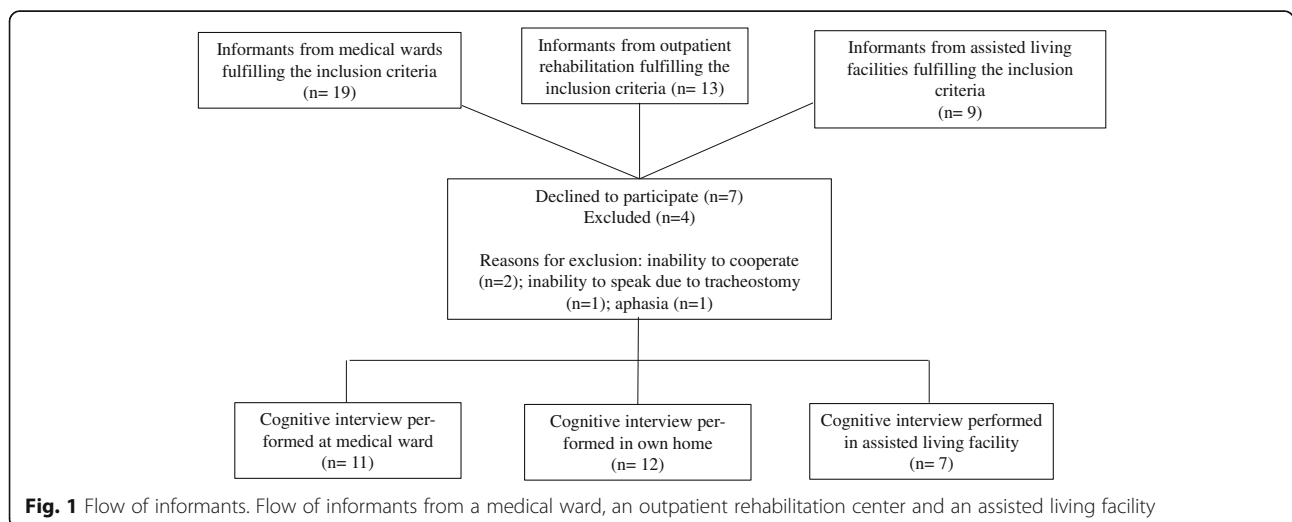 Informants from medical wards
fulfilling the inclusion criteria
(n= 19)
Informants from outpatient
rehabilitation fulfilling the
inclusion criteria (n= 13)
Informants from assisted living
facilities fulfilling the inclusion
criteria
(n= 9)
Declined to participate (n=7)
Excluded (n=4)
Reasons for exclusion: inability to cooperate
(n=2); inability to speak due to tracheostomy
(n=1); aphasia (n=1)
Cognitive interview per-
formed at medical ward
(n= 11)
Cognitive interview per-
formed in own home
(n= 12)
Cognitive interview performed
in assisted living facility
(n= 7)
Fig. 1 Flow of informants. Flow of informants from a medical ward, an outpatient rehabilitation center and an assisted living facility